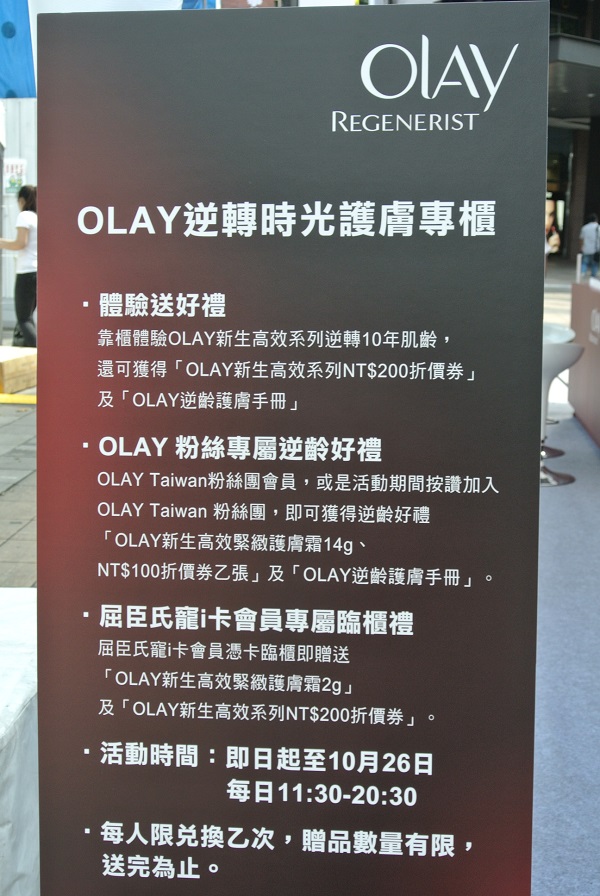 OLAY
REGENERIST
OLAY逆轉時光護膚專櫃
·體驗送好禮
靠櫃體驗OLAY新生高效系列逆轉10年肌齡，
還可獲得「OLAY新生高效系列NT$200折價券」
及「OLAY逆齡護膚手冊」
·OLAY 粉絲專屬逆齡好禮
OLAY Taiwan粉絲團會員，或是活動期間按讚加入
OLAY Taiwan 粉絲團，即可獲得逆齡好禮
「OLAY新生高效緊緻護膚霜14g、
NT$100折價券乙張」及「OLAY逆齡護膚手冊」。
·屈臣氏寵i卡會員專屬臨櫃禮
屈臣氏寵i卡會員憑卡臨櫃即贈送
「OLAY新生高效緊緻護膚霜2g」
及「OLAY新生高效系列NT$200折價券」。
·活動時間：即日起至10月26日
每日11:30-20:30
·每人限兌換乙次，贈品數量有限，
送完為止。